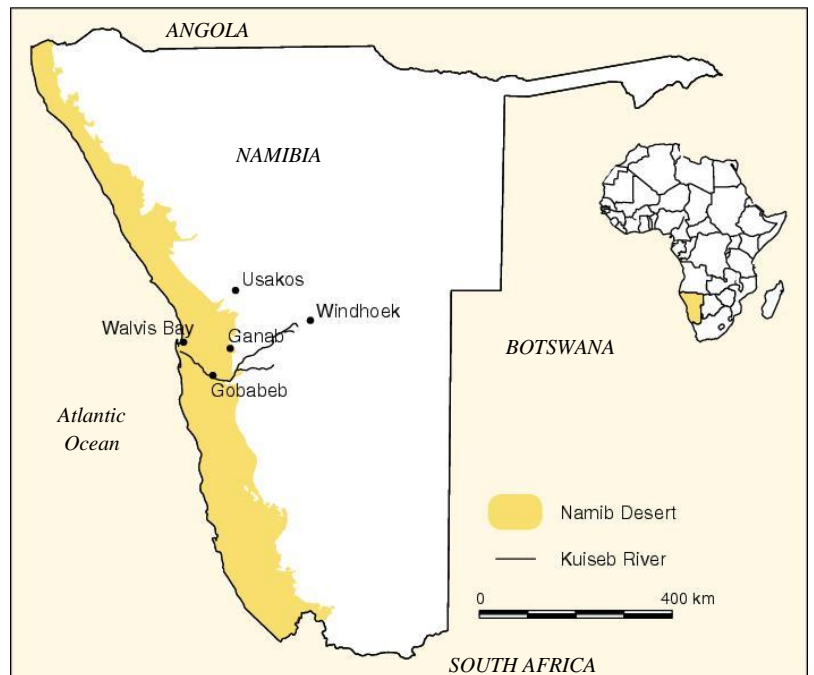 ANGOLA
NAMIBIA
Usakos
Windhoek
Walvis Bay
Ganab
BOTSWANA
Gobabeb
Atlantic
Ocean
Namib Desert
Kuiseb River
0 400 km
SOUTH AFRICA